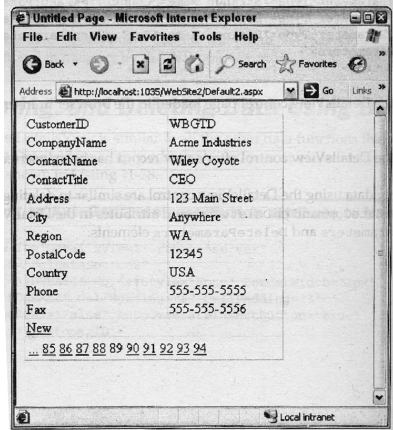 Untitled Page - Microsoft Internet Explorer
File Edit View Favorites Tools Help
Back Search Favorites »
Address http://localhost:1035/WebSite2/Default2.aspx Go Links »
CustomerID WBGTD
CompanyName Acme Industries
ContactName Wiley Coyote
ContactTitle CEO
Address 123 Main Street
City Anywhere
Region WA
PostalCode 12345
Country USA
Phone 555-555-5555
Fax 555-555-5556
New
... 85 86 87 88 89 90 91 92 93 94
Local intranet